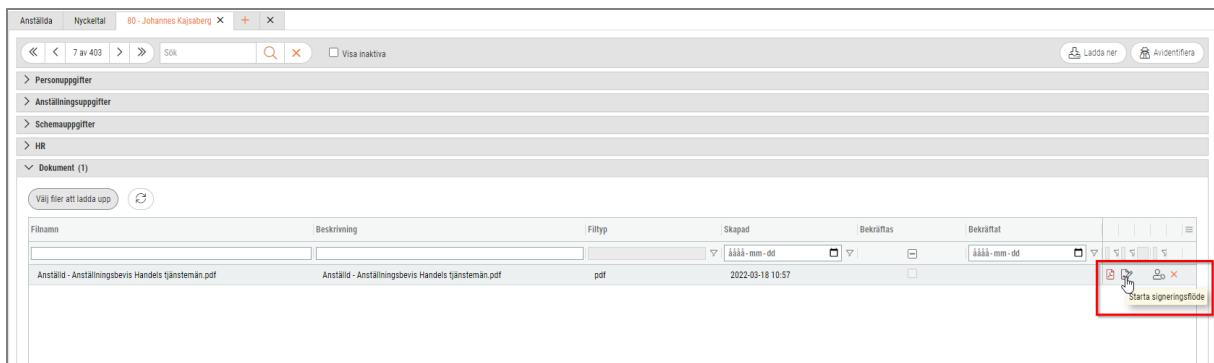 Anställda Nyckeltal 80 - Johannes Kajsaberg
7 av 403 Sök Visa inaktiva Ladda ner Avidentifiera
Personuppgifter
Anställningsuppgifter
Schemauppgifter
HR
Dokument (1)
Välj filer att ladda upp
Filnamn Beskrivning Filtyp Skapad Bekräftas Bekräftat
åååå-mm-dd åååå-mm-dd
Anställd - Anställningsbevis Handels tjänstemän.pdf Anställd - Anställningsbevis Handels tjänstemän.pdf pdf 2022-03-18 10:57
Starta signeringsflöde